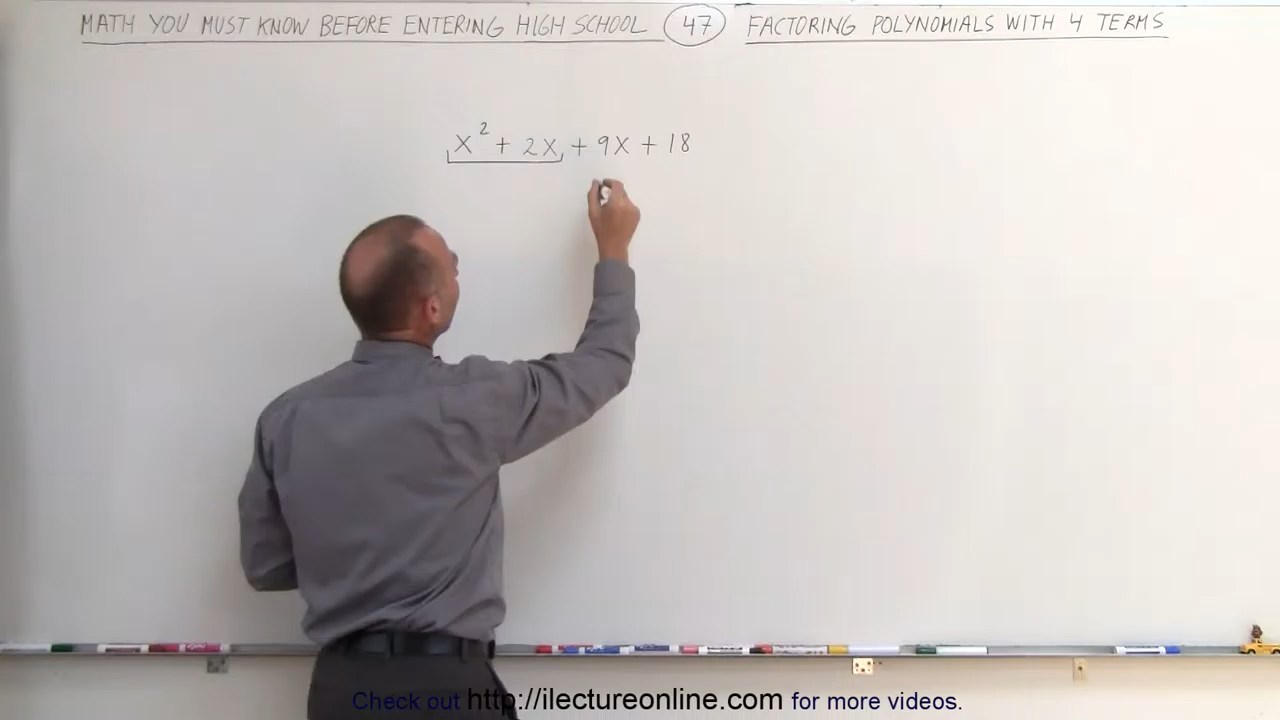 MATH YOU MUST KNOW BEFORE ENTERING HIGH SCHOOL 47 FACTORING POLYNOMIALS WITH 4 TERMS
x² + 2x + 9x + 18
Check out http://ilectureonline.com for more videos.